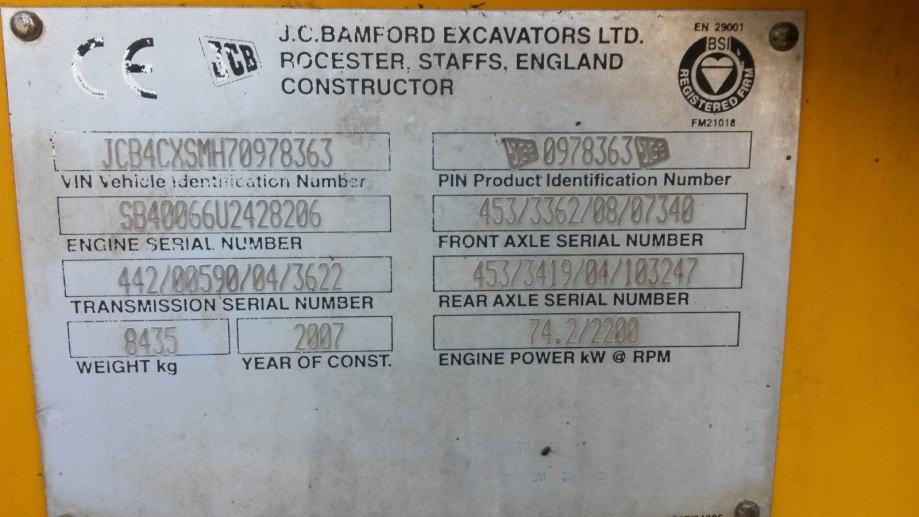 CE
JCB
J.C.BAMFORD EXCAVATORS LTD.
ROCESTER, STAFFS, ENGLAND
CONSTRUCTOR
EN 29001
BSI
REGISTERED FIRM
FM21018
JCB4CXSMH70978363
VIN Vehicle Identification Number
JCB 0978363 JCB
PIN Product Identification Number
SB40066U2428206
ENGINE SERIAL NUMBER
453/3362/08/07340
FRONT AXLE SERIAL NUMBER
442/00590/04/3622
TRANSMISSION SERIAL NUMBER
453/3419/04/103247
REAR AXLE SERIAL NUMBER
8435
WEIGHT kg
2007
YEAR OF CONST.
74.2/2200
ENGINE POWER kW @ RPM